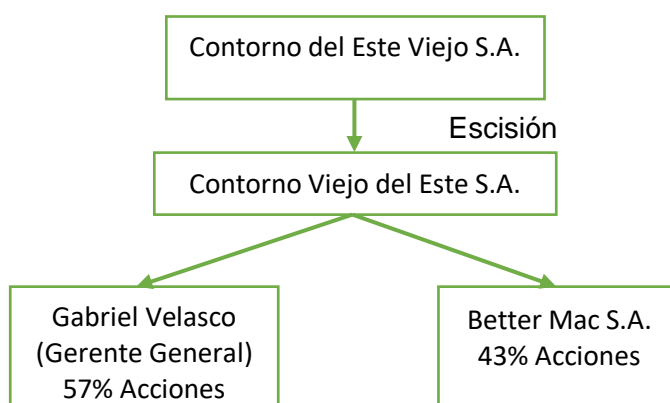 Contorno del Este Viejo S.A.
Escisión
Contorno Viejo del Este S.A.
Gabriel Velasco
(Gerente General)
57% Acciones
Better Mac S.A.
43% Acciones